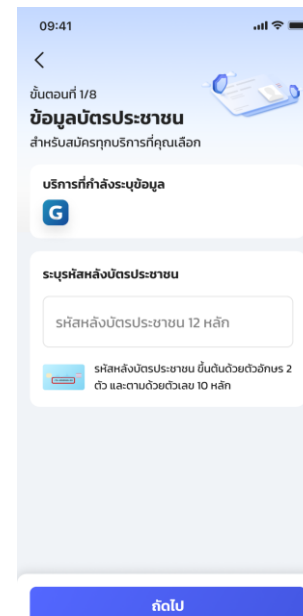 09:41
ขั้นตอนที่ 1/8
ข้อมูลบัตรประชาชน
สำหรับสมัครทุกบริการที่คุณเลือก
บริการที่กำลังระบุข้อมูล
G
ระบุรหัสหลังบัตรประชาชน
รหัสหลังบัตรประชาชน 12 หลัก
รหัสหลังบัตรประชาชน ขึ้นต้นด้วยตัวอักษร 2
ตัว และตามด้วยตัวเลข 10 หลัก
ถัดไป